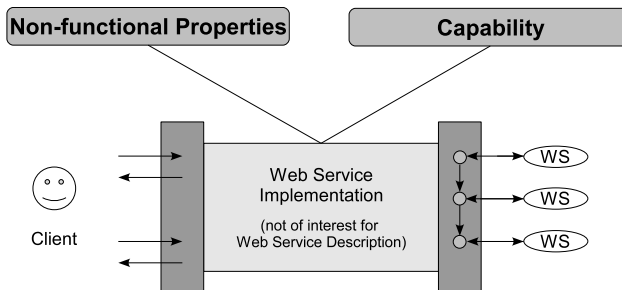 Non-functional Properties
Capability
Web Service
Implementation
(not of interest for
Web Service Description)
Client
WS
WS
WS